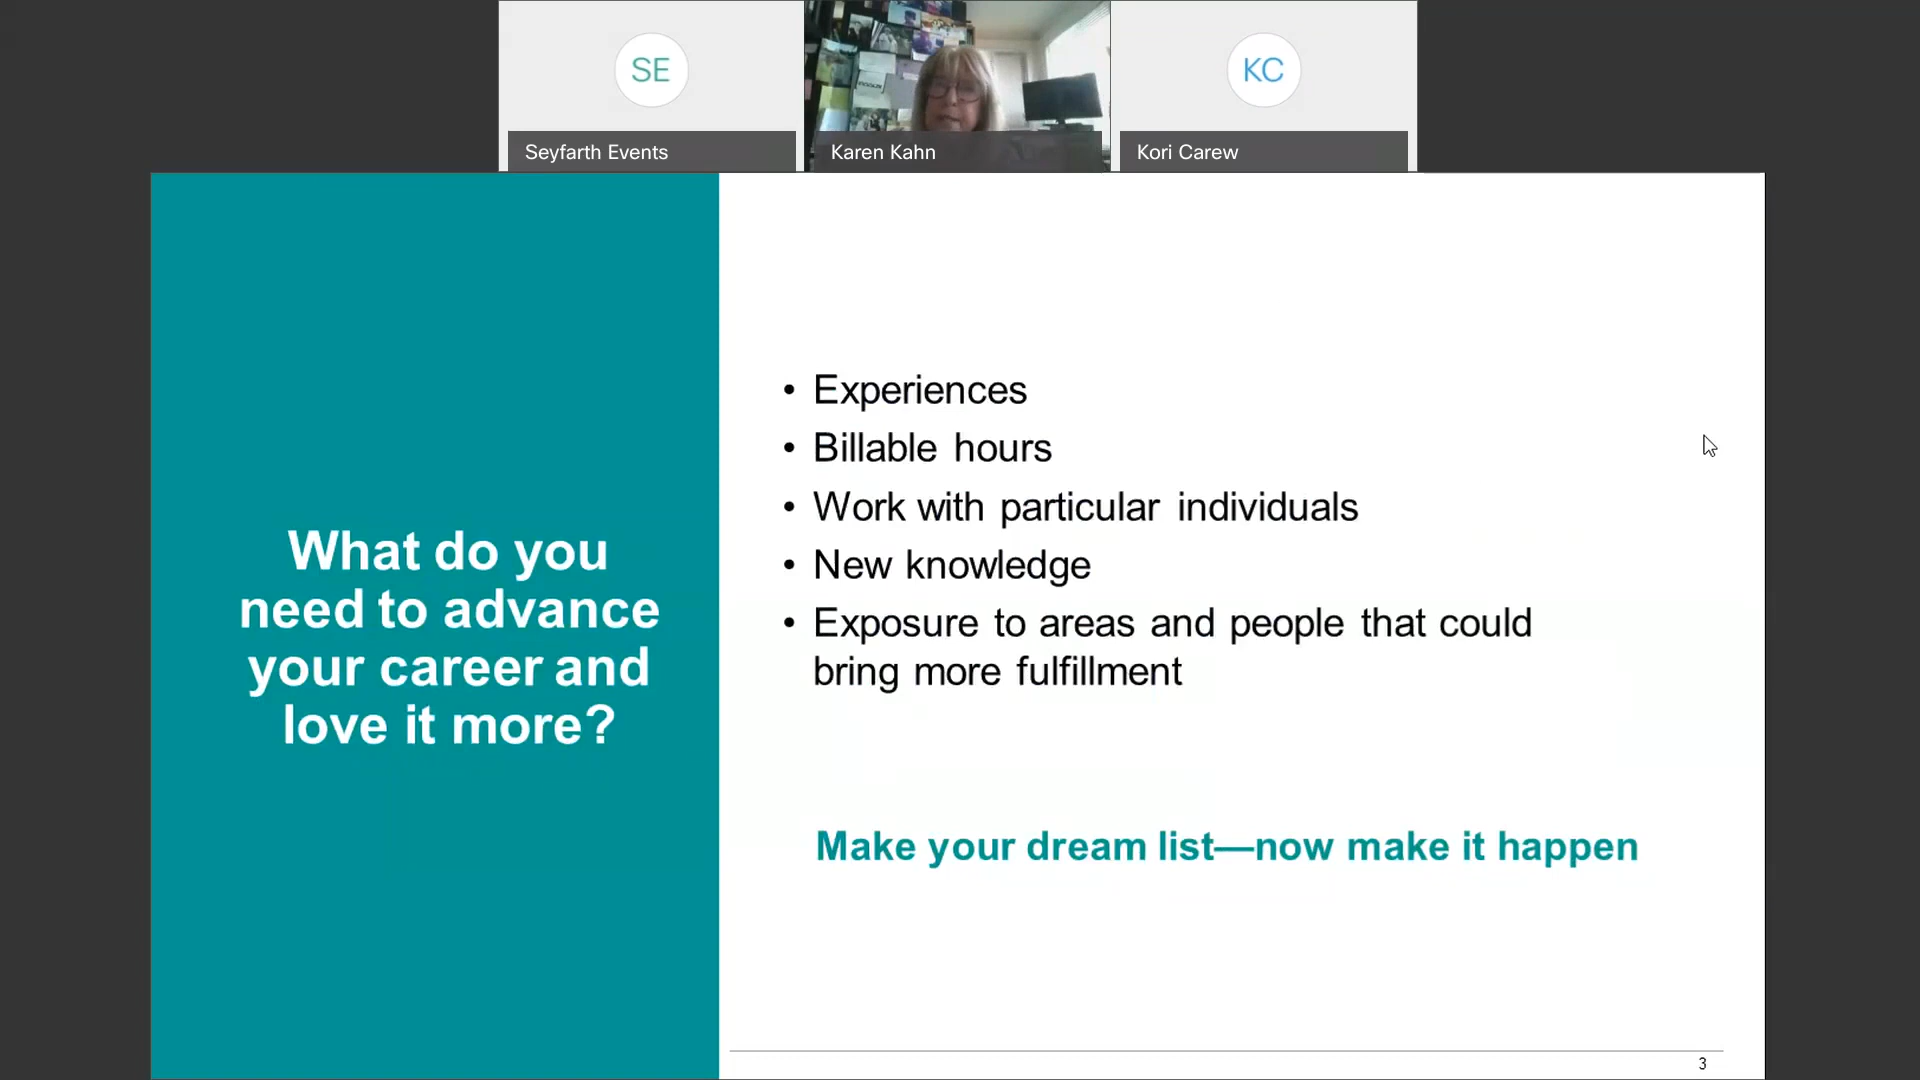 SE
KC
Seyfarth Events
Karen Kahn
Kori Carew
What do you
need to advance
your career and
love it more?
• Experiences
• Billable hours
• Work with particular individuals
• New knowledge
• Exposure to areas and people that could
bring more fulfillment
Make your dream list—now make it happen
3